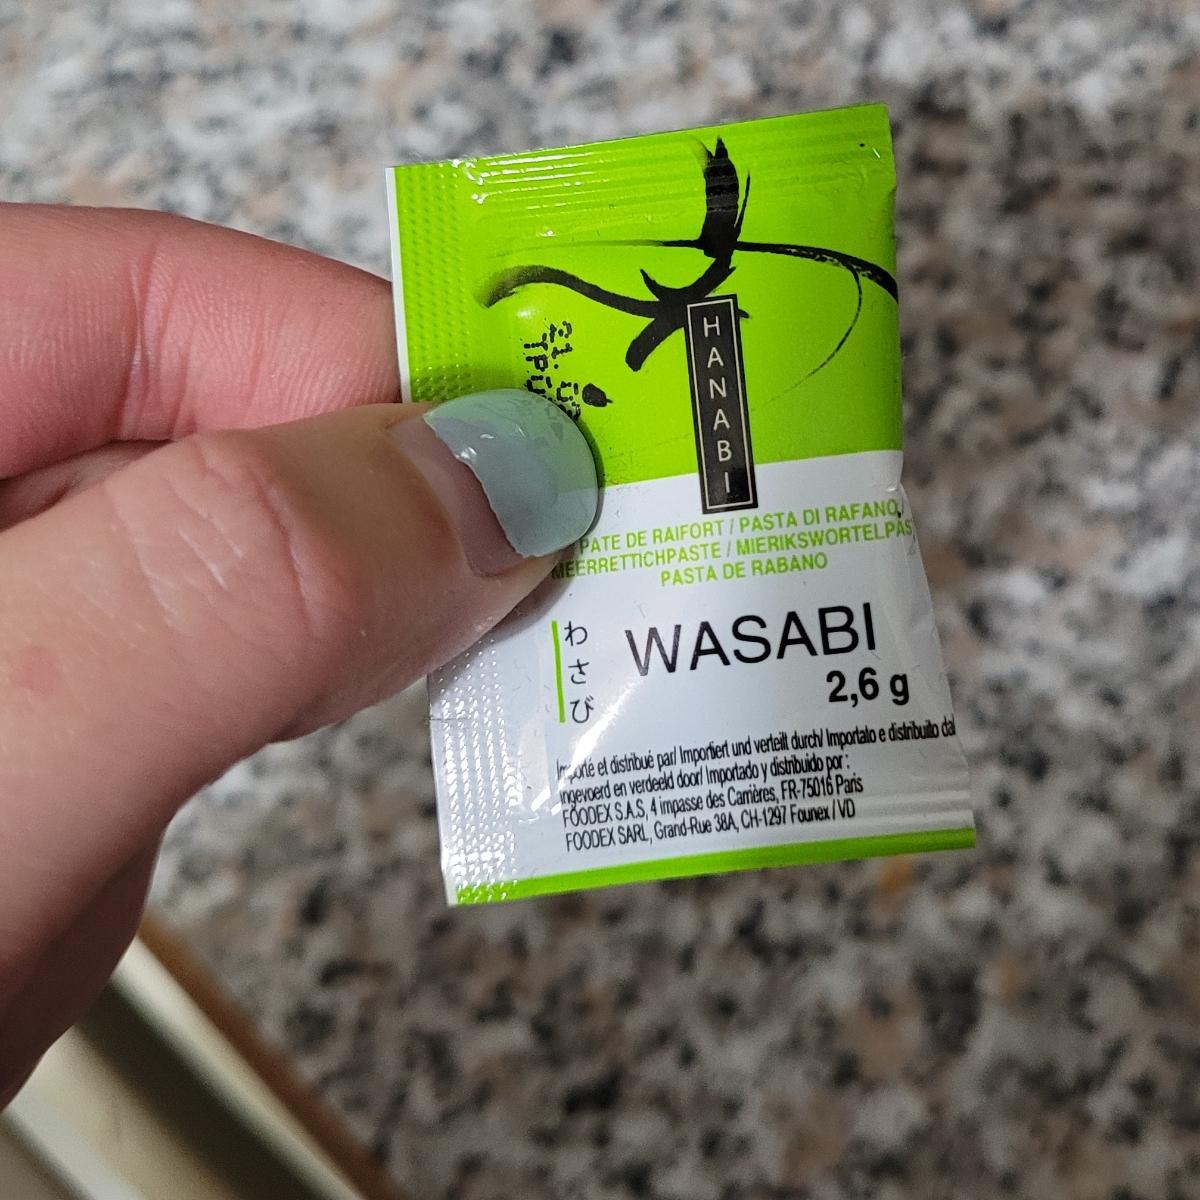 HANABI
PATE DE RAIFORT / PASTA DI RAFANO /
MEERRETTICHPASTE / MIERIKSWORTELPAST
PASTA DE RABANO
わさび
WASABI
2,6 g
Importé et distribué par/ Importiert und verteilt durch/ Importato e distribuito da/
Ingevoerd en verdeeld door/ Importado y distribuido por :
FOODEX S.A.S, 4 impasse des Carrières, FR-75016 Paris
FOODEX SARL, Grand-Rue 38A, CH-1297 Founex / VD